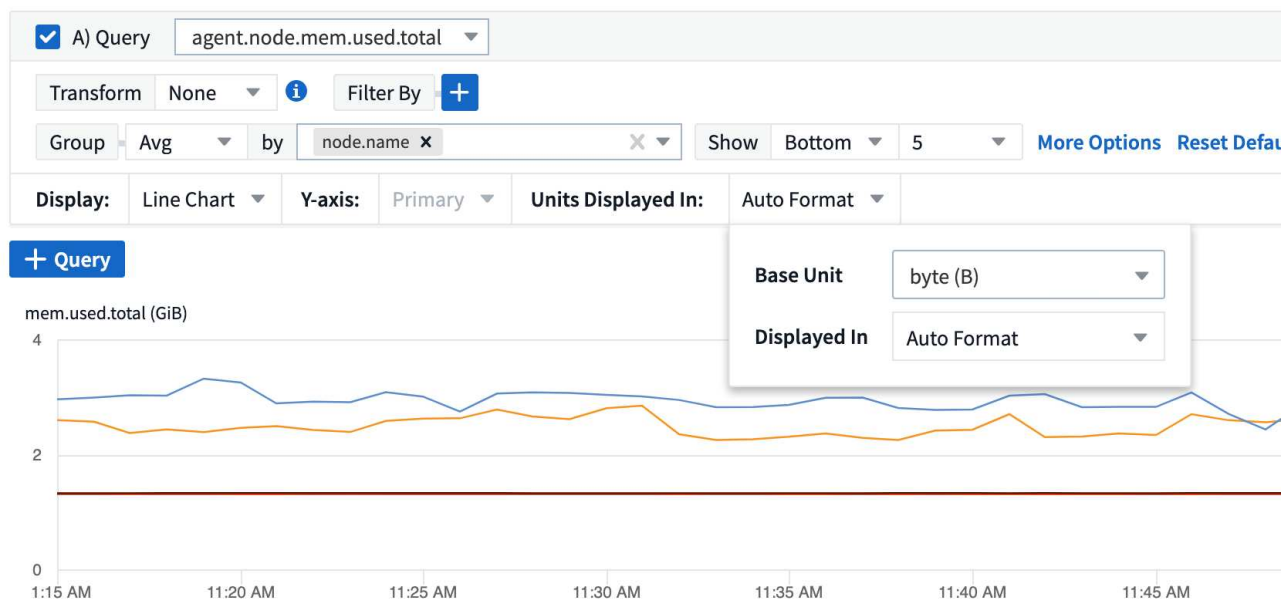 A) Query agent.node.mem.used.total
Transform None Filter By
Group Avg by node.name Show Bottom 5 More Options Reset Defau
Display: Line Chart Y-axis: Primary Units Displayed In: Auto Format
+ Query
Base Unit byte (B)
Displayed In Auto Format
mem.used.total (GiB)
4
2
0
1:15 AM 11:20 AM 11:25 AM 11:30 AM 11:35 AM 11:40 AM 11:45 AM